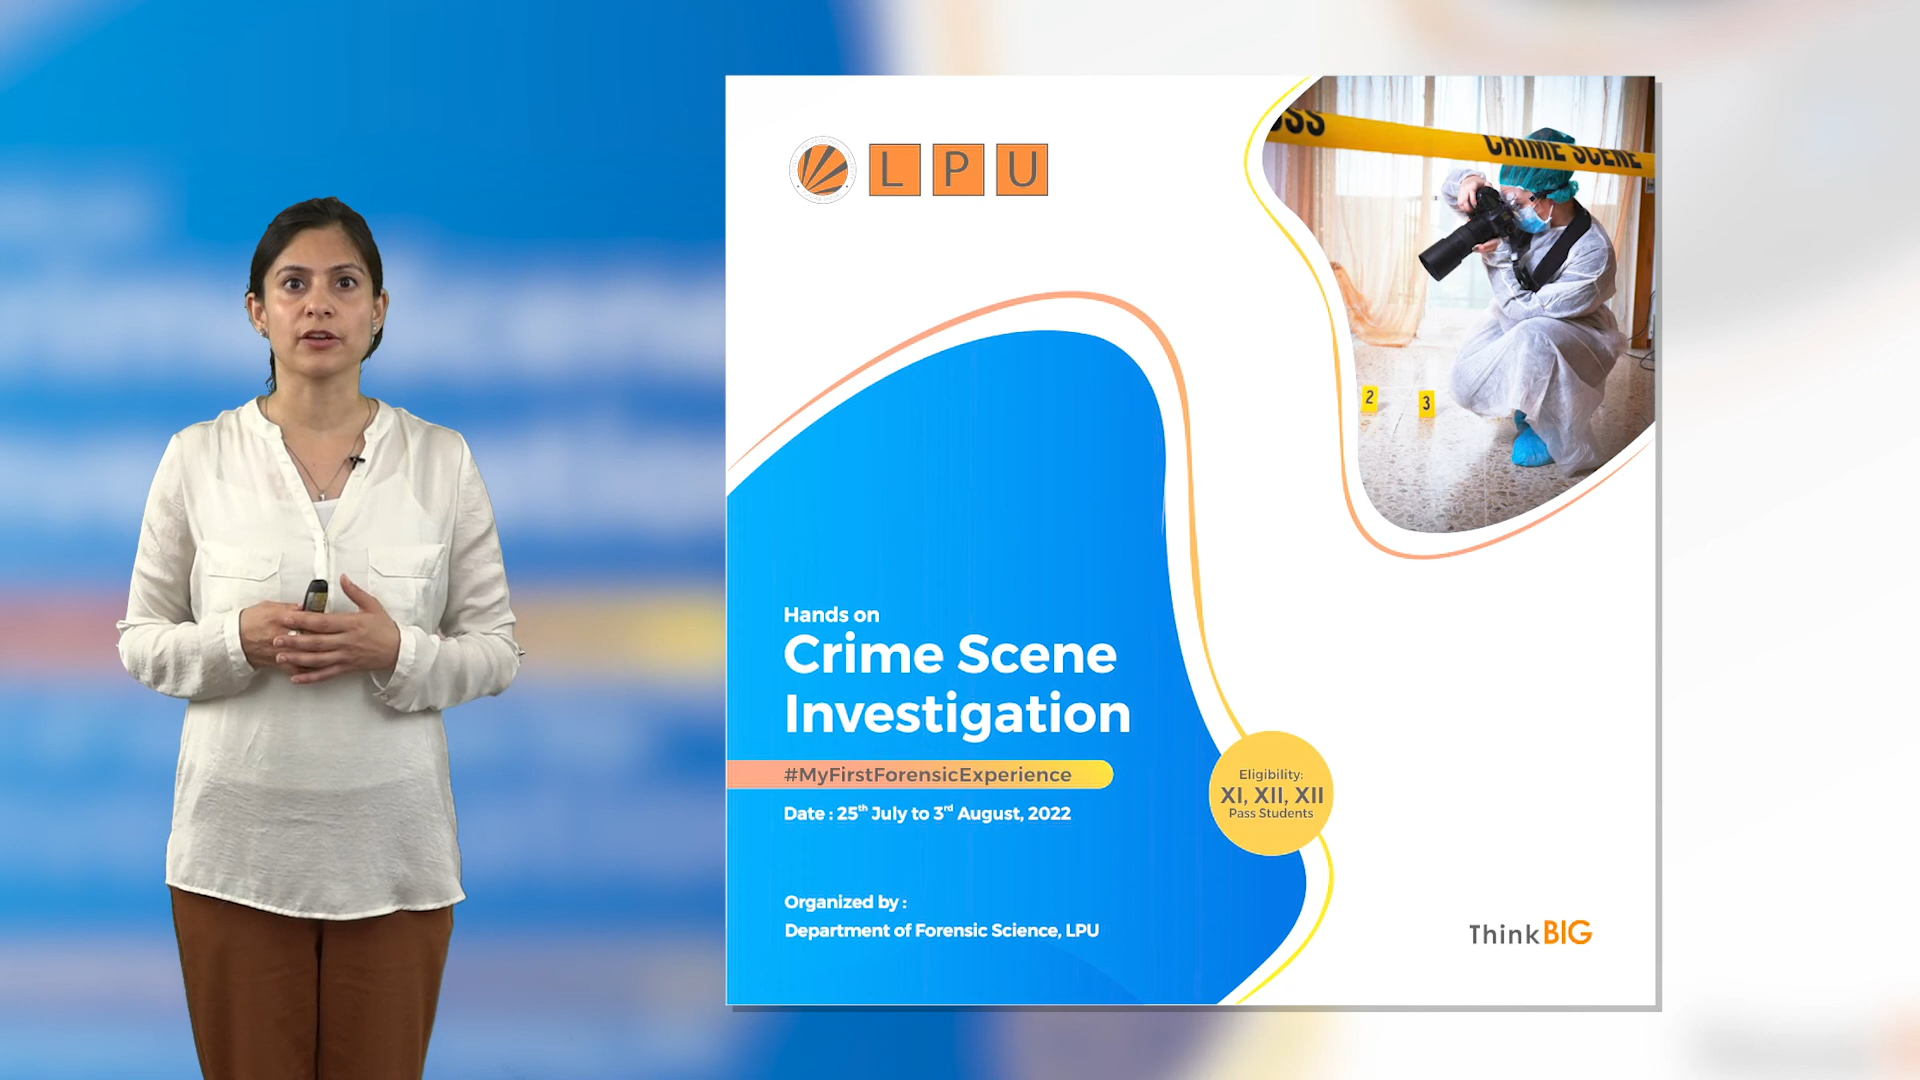 L P U
OSS
CRIME SCENE
2
3
Hands on
Crime Scene
Investigation
#MyFirstForensicExperience
Date : 25th July to 3rd August, 2022
Eligibility:
XI, XII, XII
Pass Students
Organized by :
Department of Forensic Science, LPU
ThinkBIG